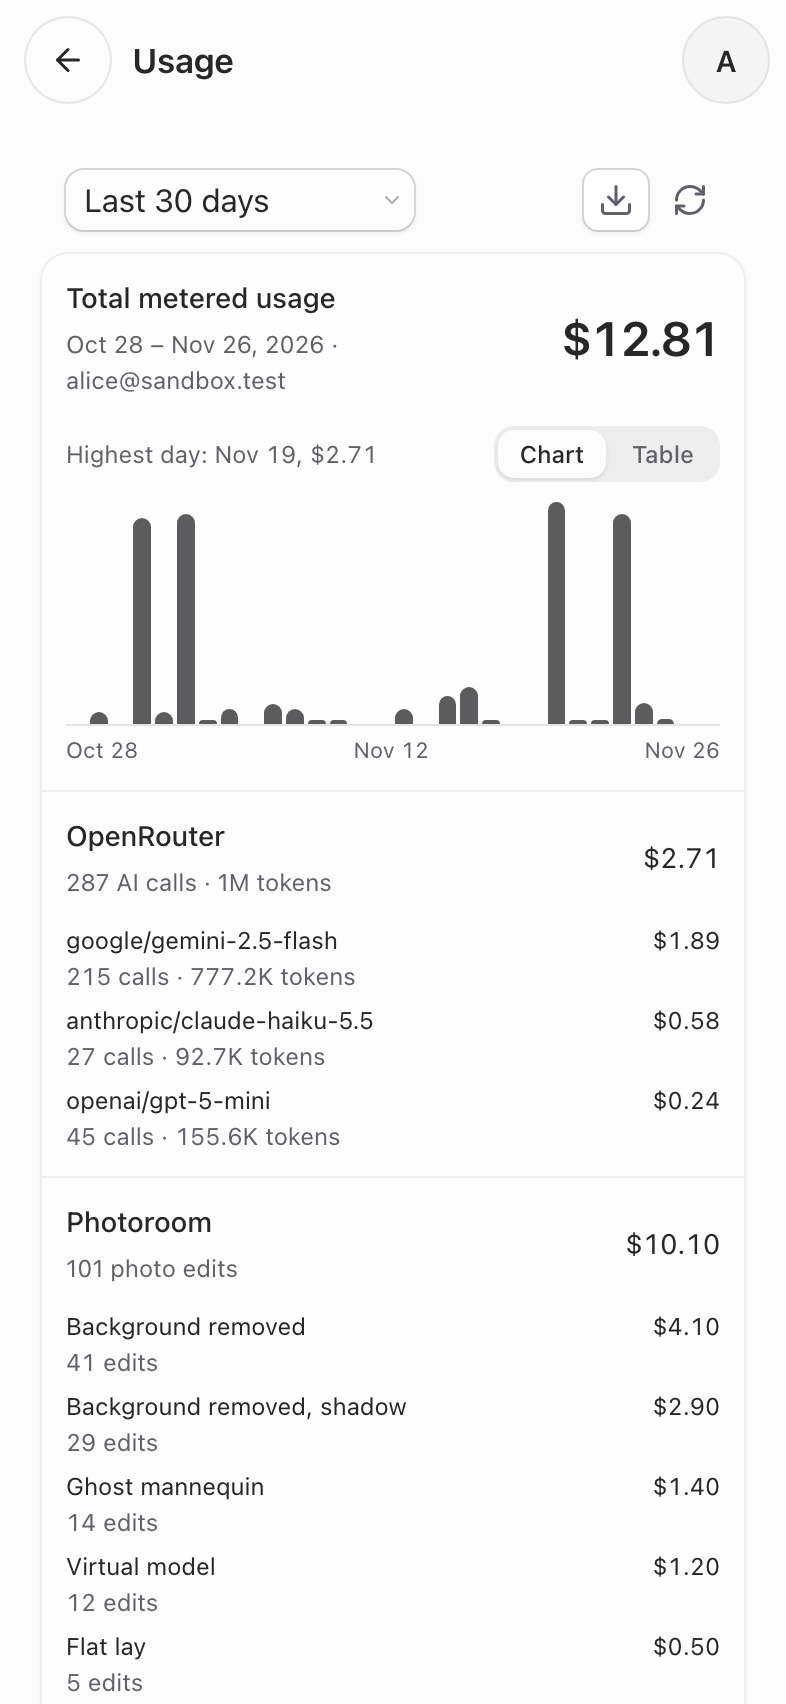 Usage
A
Last 30 days
Total metered usage
$12.81
Oct 28 – Nov 26, 2026 ·
alice@sandbox.test
Highest day: Nov 19, $2.71
Chart
Table
Oct 28
Nov 12
Nov 26
OpenRouter
$2.71
287 AI calls · 1M tokens
google/gemini-2.5-flash
$1.89
215 calls · 777.2K tokens
anthropic/claude-haiku-5.5
$0.58
27 calls · 92.7K tokens
openai/gpt-5-mini
$0.24
45 calls · 155.6K tokens
Photoroom
$10.10
101 photo edits
Background removed
$4.10
41 edits
Background removed, shadow
$2.90
29 edits
Ghost mannequin
$1.40
14 edits
Virtual model
$1.20
12 edits
Flat lay
$0.50
5 edits